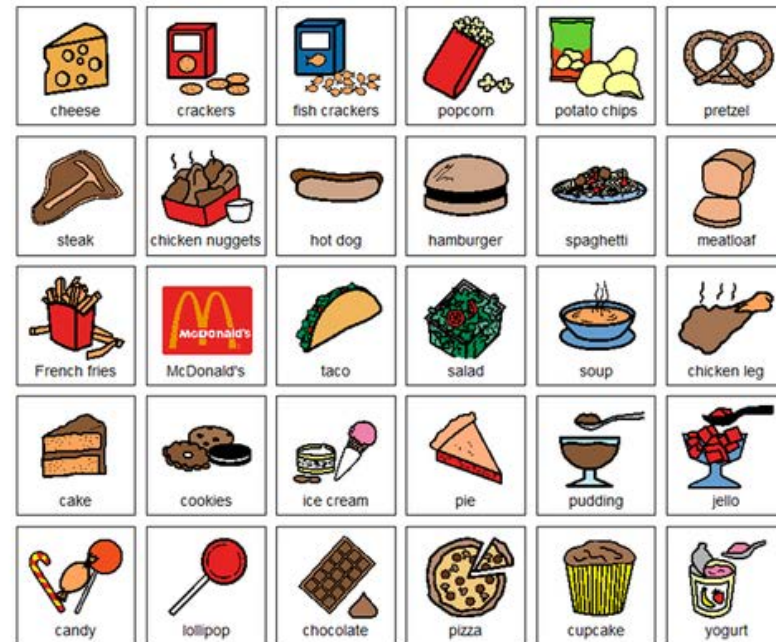 cheese
crackers
fish crackers
popcorn
potato chips
pretzel
steak
chicken nuggets
hot dog
hamburger
spaghetti
meatloaf
French fries
McDonald's
McDonald's
taco
salad
soup
chicken leg
cake
cookies
ice cream
pie
pudding
jello
candy
lollipop
chocolate
pizza
cupcake
yogurt